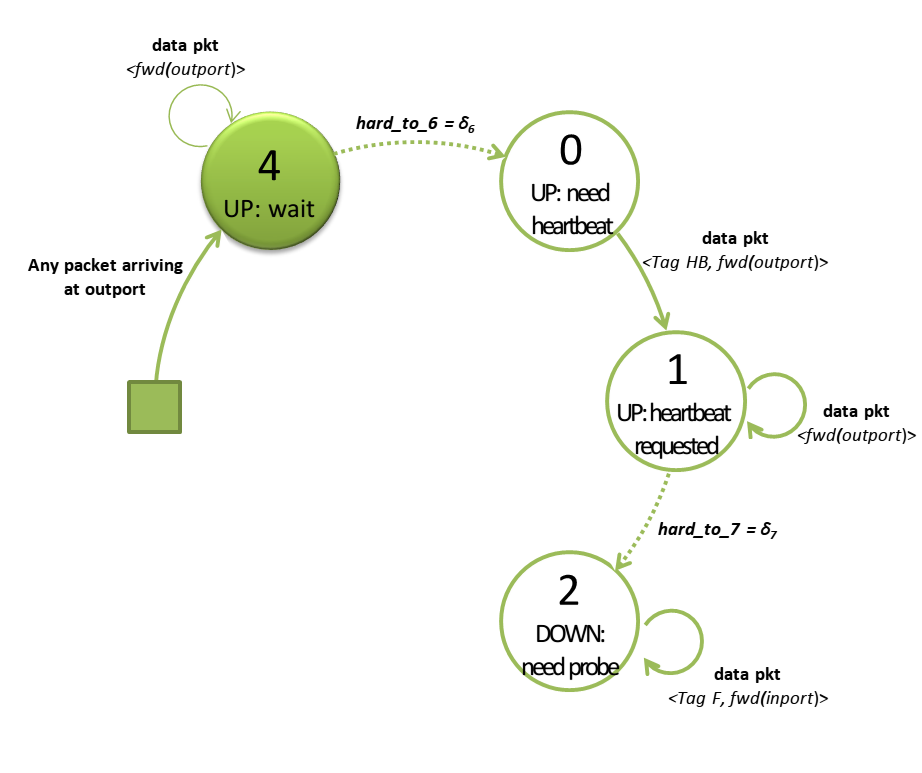 data pkt
<fwd(outport)>
hard_to_6 = δ6
4
UP: wait
0
UP: need
heartbeat
data pkt
<Tag HB, fwd(outport)>
Any packet arriving
at outport
1
UP: heartbeat
requested
data pkt
<fwd(outport)>
hard_to_7 = δ7
2
DOWN:
need probe
data pkt
<Tag F, fwd(inport)>